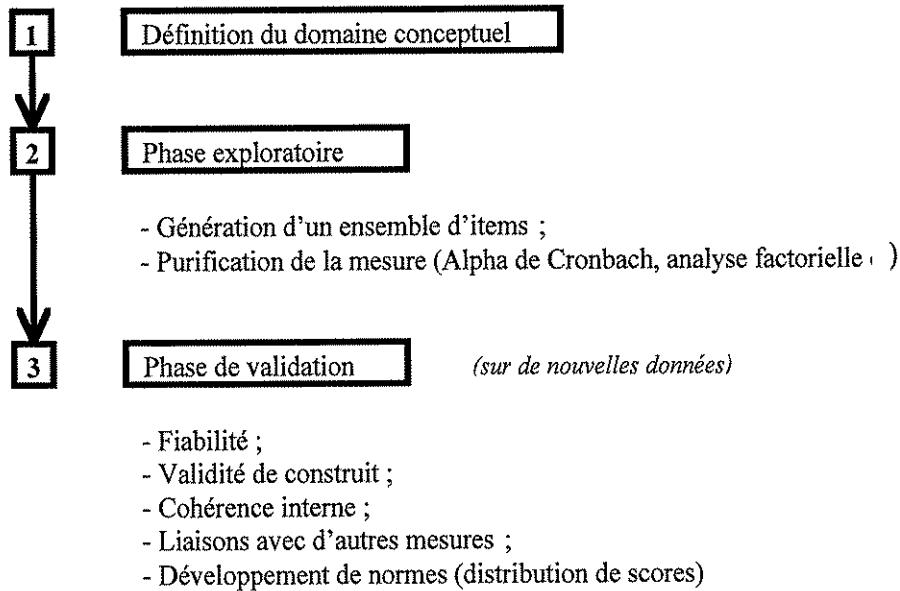 1 Définition du domaine conceptuel
2 Phase exploratoire
- Génération d'un ensemble d'items ;
- Purification de la mesure (Alpha de Cronbach, analyse factorielle )
3 Phase de validation (sur de nouvelles données)
- Fiabilité ;
- Validité de construit ;
- Cohérence interne ;
- Liaisons avec d'autres mesures ;
- Développement de normes (distribution de scores)